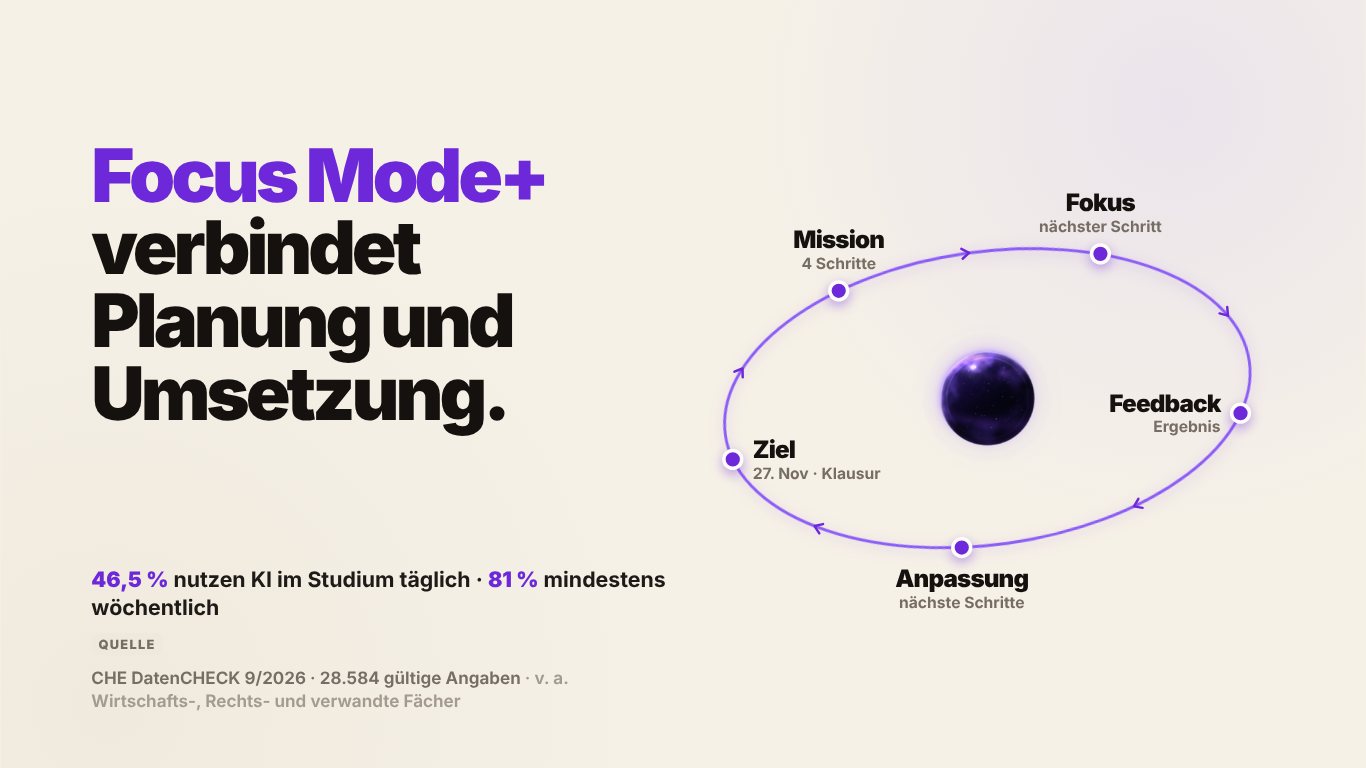 Focus Mode+
verbindet
Planung und
Umsetzung.
46,5 % nutzen KI im Studium täglich · 81 % mindestens
wöchentlich
QUELLE
CHE DatenCHECK 9/2026 · 28.584 gültige Angaben · v. a.
Wirtschafts-, Rechts- und verwandte Fächer
Fokus
nächster Schritt
Mission
4 Schritte
Feedback
Ergebnis
Ziel
27. Nov · Klausur
Anpassung
nächste Schritte